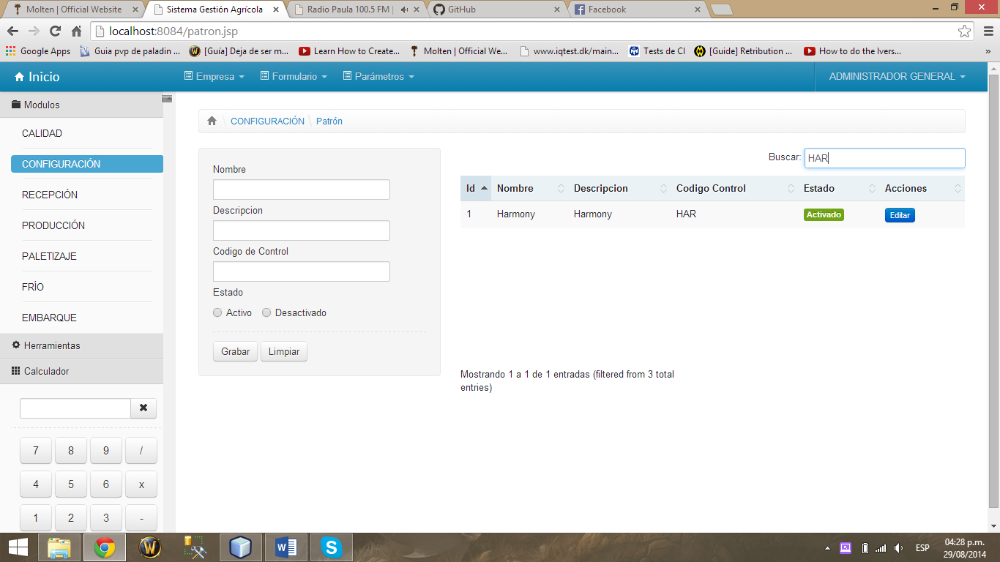 Molten | Official Website
Sistema Gestión Agrícola
Radio Paula 100.5 FM |
GitHub
Facebook
localhost:8084/patron.jsp
Google Apps
Guia pvp de paladin ...
[Guía] Deja de ser m...
Learn How to Create...
Molten | Official We...
www.iqtest.dk/main...
Tests de CI
[Guide] Retribution ...
How to do the Ivers...
»
Inicio
Empresa
Formulario
Parámetros
ADMINISTRADOR GENERAL
Modulos
CALIDAD
CONFIGURACIÓN
RECEPCIÓN
PRODUCCIÓN
PALETIZAJE
FRÍO
EMBARQUE
Herramientas
Calculador
7 8 9 /
4 5 6 x
1 2 3 -
CONFIGURACIÓN \ Patrón
Nombre
Descripcion
Codigo de Control
Estado
Activo Desactivado
Grabar Limpiar
Buscar: HAR
Id Nombre Descripcion Codigo Control Estado Acciones
1 Harmony Harmony HAR Activado Editar
Mostrando 1 a 1 de 1 entradas (filtered from 3 total
entries)
ESP
04:28 p.m.
29/08/2014